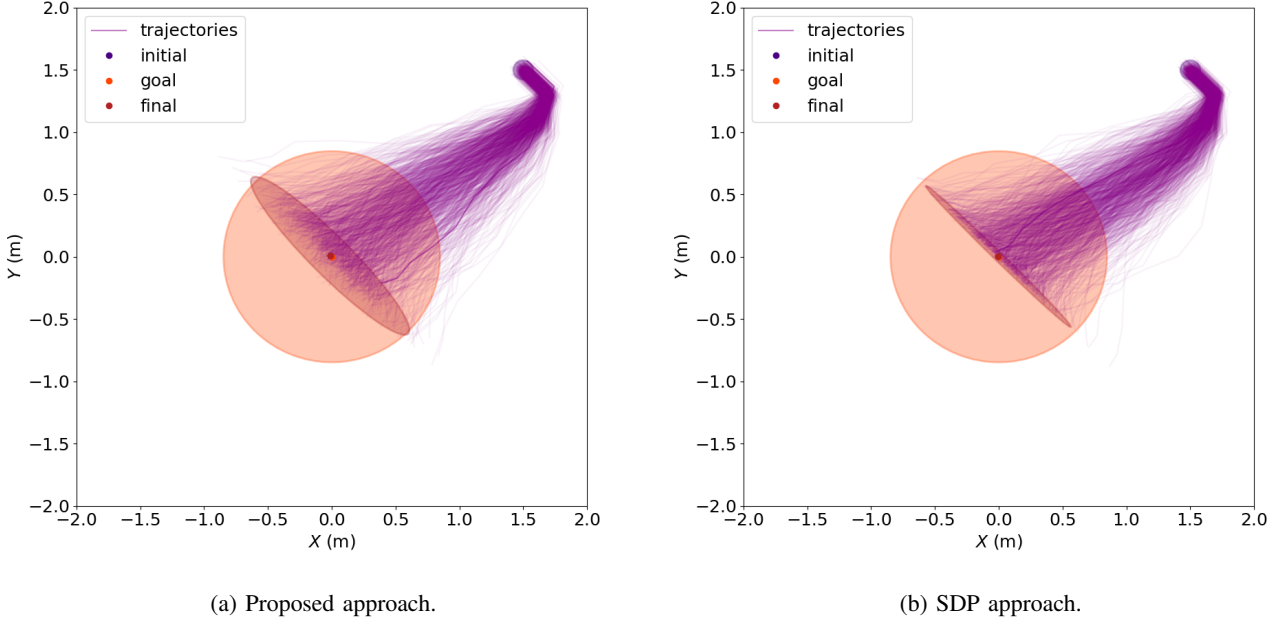 2.0
1.5
1.0
0.5
0.0
−0.5
−1.0
−1.5
−2.0
Y (m)
−2.0 −1.5 −1.0 −0.5 0.0 0.5 1.0 1.5 2.0
X (m)
trajectories
initial
goal
final
(a) Proposed approach.
2.0
1.5
1.0
0.5
0.0
−0.5
−1.0
−1.5
−2.0
Y (m)
−2.0 −1.5 −1.0 −0.5 0.0 0.5 1.0 1.5 2.0
X (m)
trajectories
initial
goal
final
(b) SDP approach.